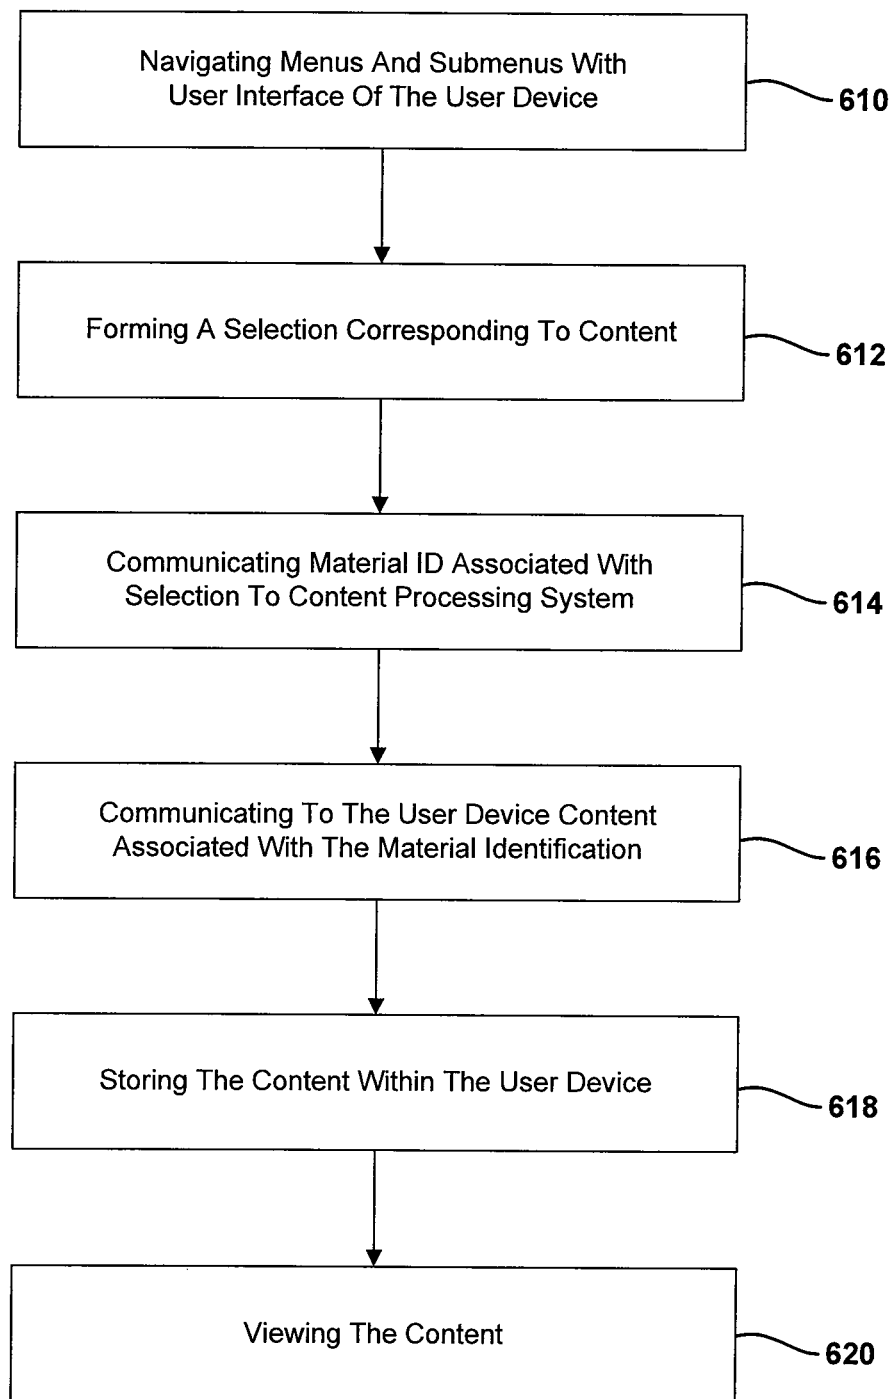 Navigating Menus And Submenus With
User Interface Of The User Device
610
Forming A Selection Corresponding To Content
612
Communicating Material ID Associated With
Selection To Content Processing System
614
Communicating To The User Device Content
Associated With The Material Identification
616
Storing The Content Within The User Device
618
Viewing The Content
620